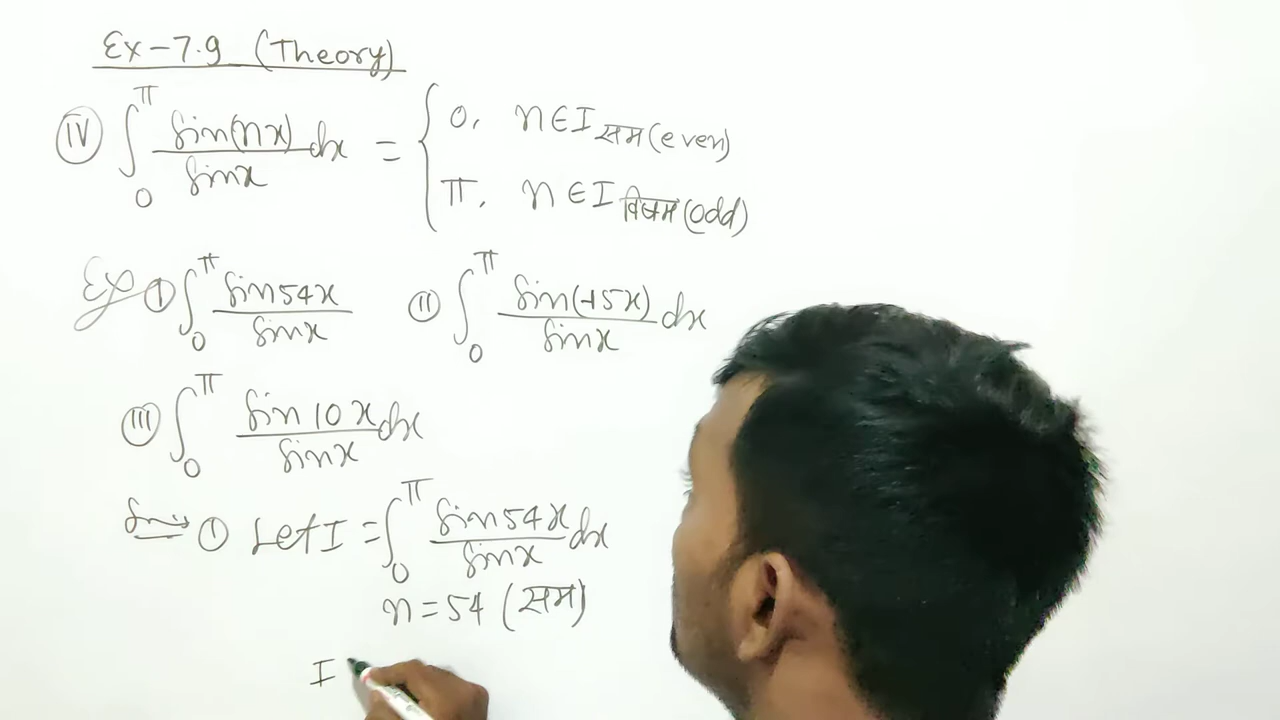 Ex-7.9 (Theory)
(IV) ∫₀^π sin(nx)/sinx dx = { 0, n∈I सम(even)
π, n∈I विषम(odd)
Ex (I) ∫₀^π sin54x/sinx (II) ∫₀^π sin(-15x)/sinx dx
(III) ∫₀^π sin10x/sinx dx
(I) Let I = ∫₀^π sin54x/sinx dx
n=54 (सम)
I